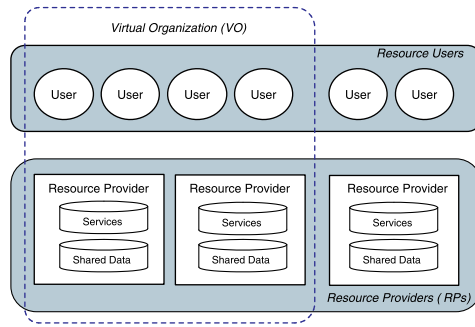 Virtual Organization (VO)
Resource Users
User User User User User User
Resource Provider Resource Provider Resource Provider
Services Services Services
Shared Data Shared Data Shared Data
Resource Providers ( RPs)